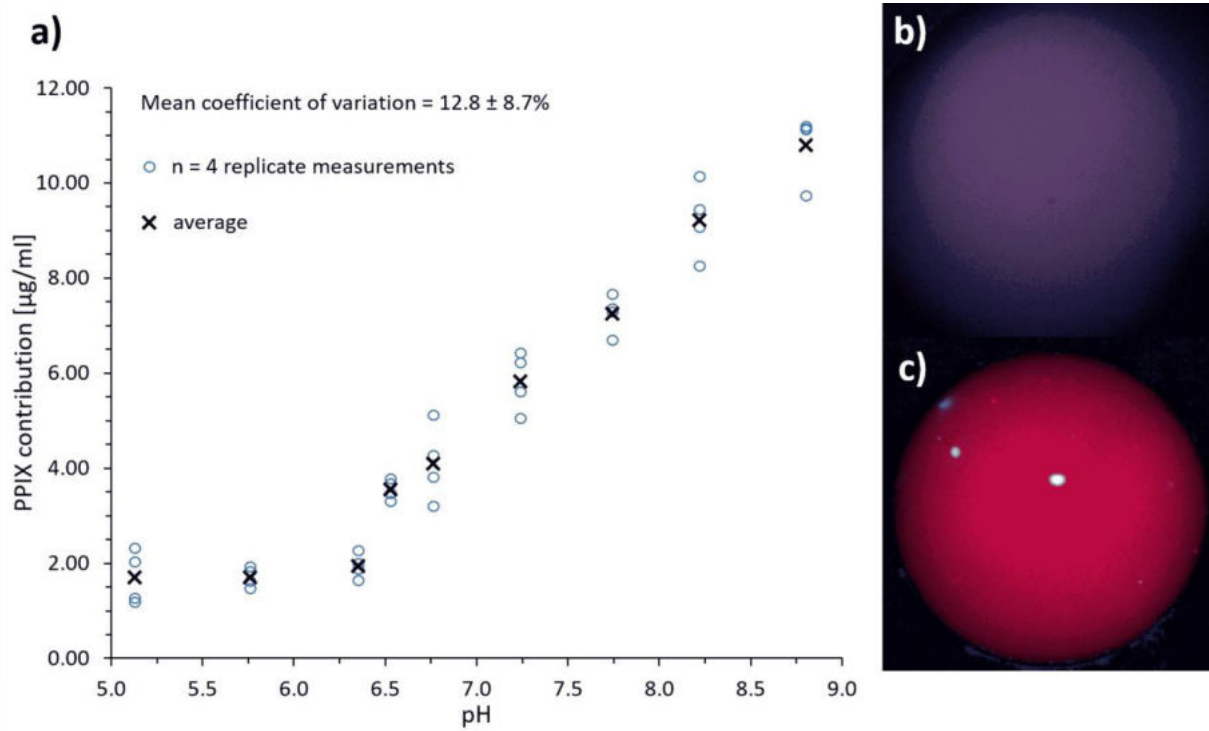 a)
Mean coefficient of variation = 12.8 ± 8.7%
n = 4 replicate measurements
average
PPIX contribution [µg/ml]
12.00
10.00
8.00
6.00
4.00
2.00
0.00
5.0 5.5 6.0 6.5 7.0 7.5 8.0 8.5 9.0
pH
b)
c)